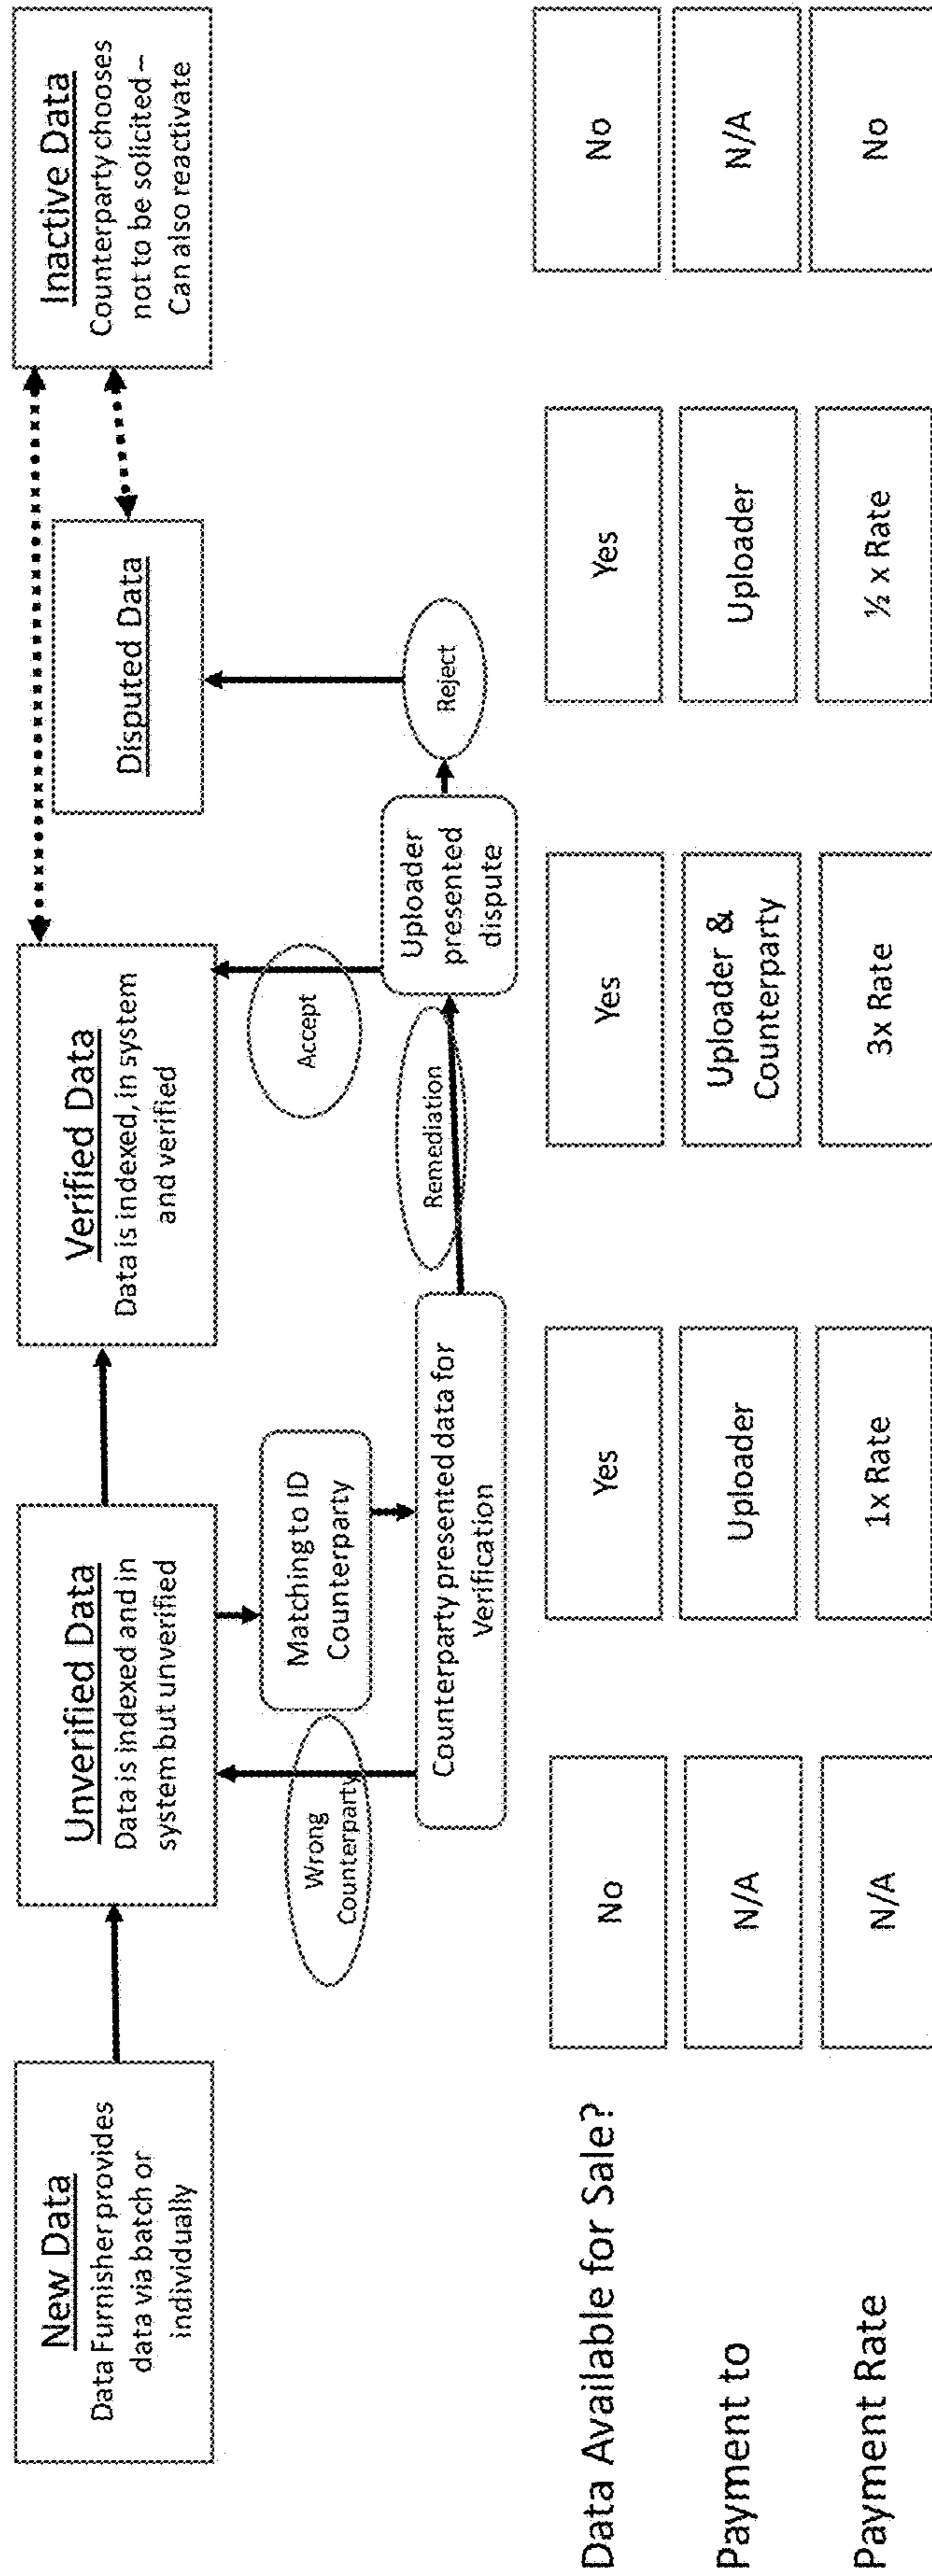 New Data
Data Furnisher provides
data via batch or
individually
Unverified Data
Data is indexed and in
system but unverified
Verified Data
Data is indexed, in system
and verified
Disputed Data
Inactive Data
Counterparty chooses
not to be solicited –
Can also reactivate
Wrong
Counterparty
Matching to ID
Counterparty
Accept
Counterparty presented data for
Verification
Remediation
Uploader
presented
dispute
Reject
Data Available for Sale?
No
Yes
Yes
Yes
No
Payment to
N/A
Uploader
Uploader &
Counterparty
Uploader
N/A
Payment Rate
N/A
1x Rate
3x Rate
½ x Rate
No